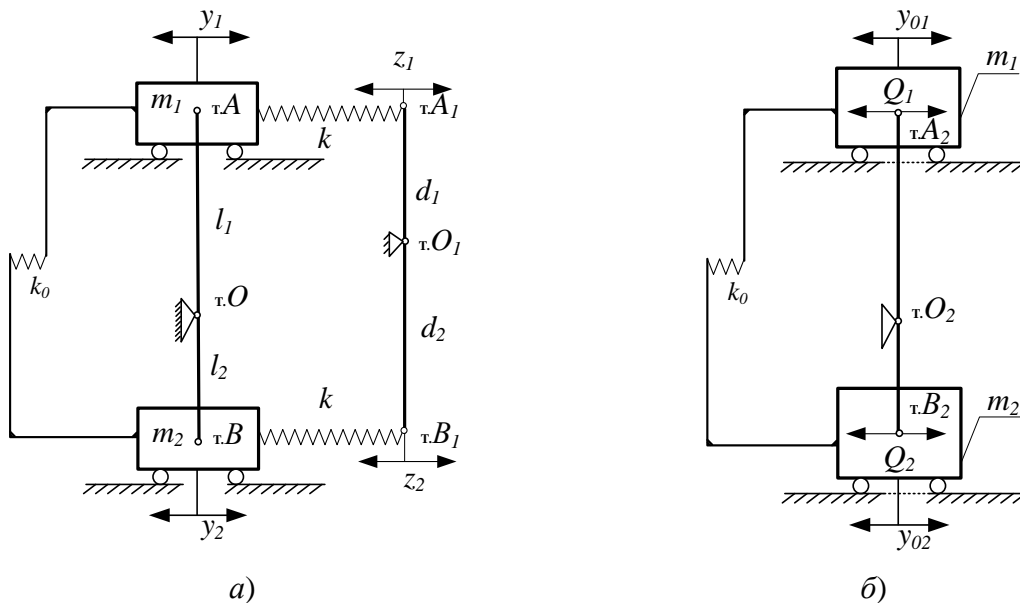 y₁
z₁
m₁ т.A
т.A₁
k
d₁
l₁
т.O₁
k₀
т.O
d₂
l₂
k
m₂ т.B
т.B₁
z₂
y₂
а)
y₀₁
m₁
Q₁
т.A₂
k₀
т.O₂
т.B₂
m₂
Q₂
y₀₂
б)